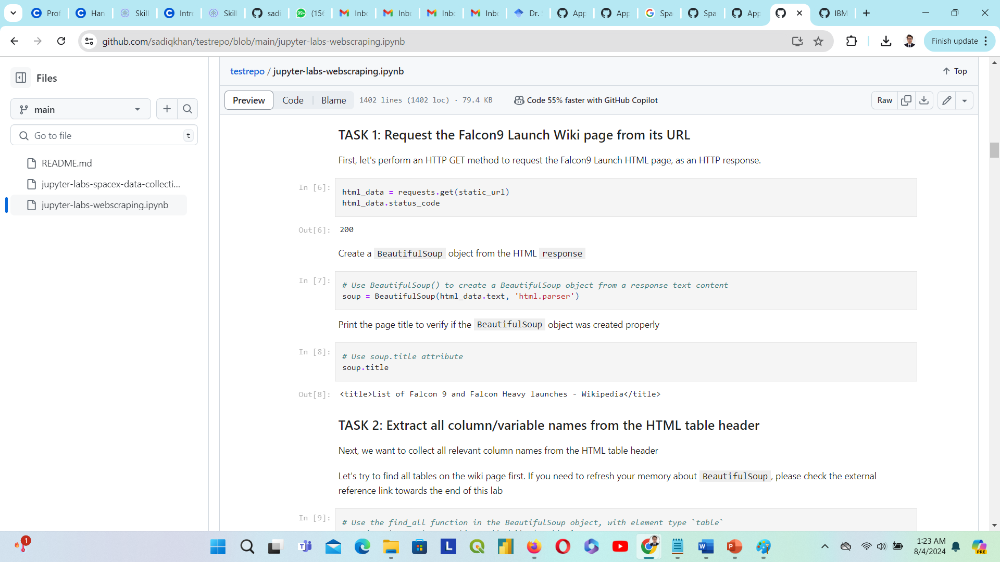 Prof
Han
Skill
Intro
Skill
sadi
99+
(156
Inbo
Inbo
Inbo
Inbo
Dr.
App
App
Spa
Spa
App
IBM
github.com/sadiqkhan/testrepo/blob/main/jupyter-labs-webscraping.ipynb
Finish update
Files
testrepo / jupyter-labs-webscraping.ipynb
Top
main
Preview
Code
Blame
1402 lines (1402 loc) · 79.4 KB
Code 55% faster with GitHub Copilot
Raw
Go to file
t
README.md
jupyter-labs-spacex-data-collecti...
jupyter-labs-webscraping.ipynb
TASK 1: Request the Falcon9 Launch Wiki page from its URL
First, let's perform an HTTP GET method to request the Falcon9 Launch HTML page, as an HTTP response.
In [6]:
html_data = requests.get(static_url)
html_data.status_code
Out[6]: 200
Create a BeautifulSoup object from the HTML response
In [7]:
# Use BeautifulSoup() to create a BeautifulSoup object from a response text content
soup = BeautifulSoup(html_data.text, 'html.parser')
Print the page title to verify if the BeautifulSoup object was created properly
In [8]:
# Use soup.title attribute
soup.title
Out[8]: <title>List of Falcon 9 and Falcon Heavy launches - Wikipedia</title>
TASK 2: Extract all column/variable names from the HTML table header
Next, we want to collect all relevant column names from the HTML table header
Let's try to find all tables on the wiki page first. If you need to refresh your memory about BeautifulSoup, please check the external
reference link towards the end of this lab
In [9]:
# Use the find_all function in the BeautifulSoup object, with element type `table`
1
L
1:23 AM
8/4/2024
PRE